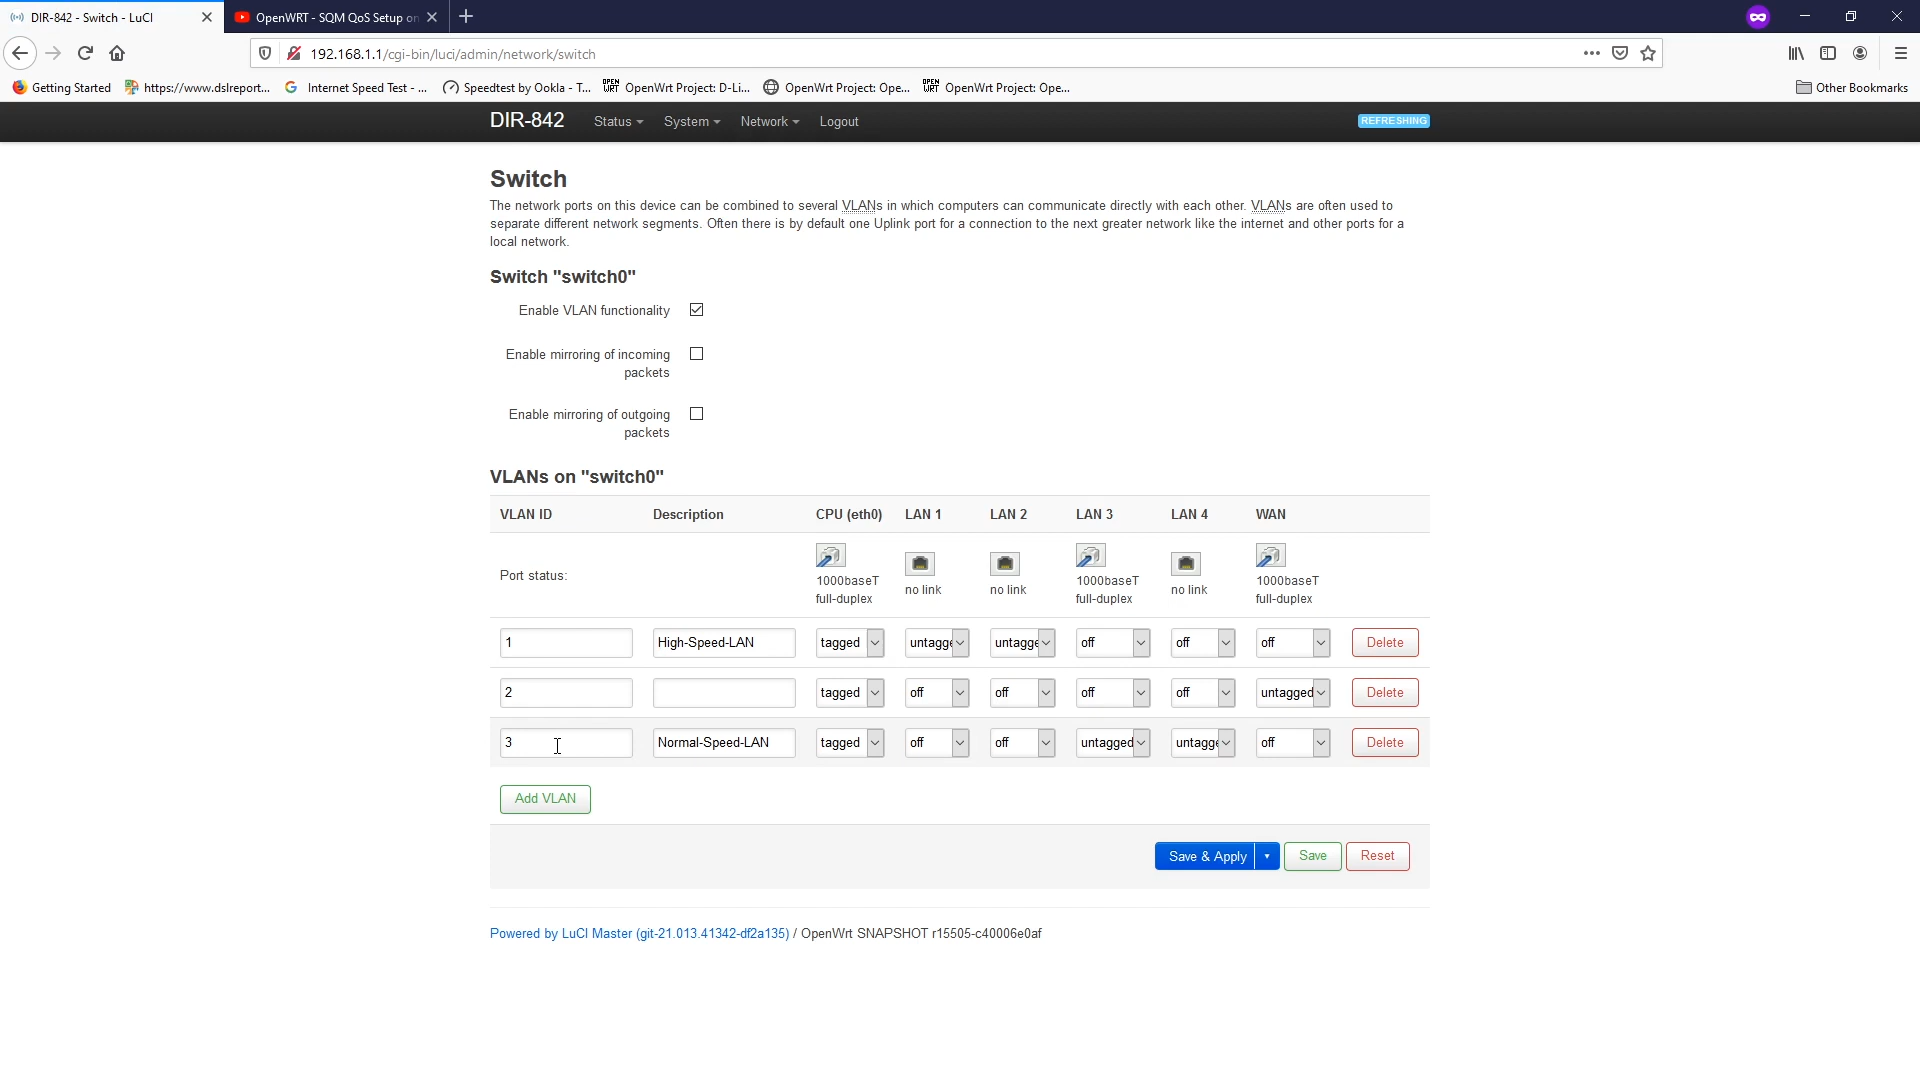 DIR-842 - Switch - LuCI
OpenWRT - SQM QoS Setup on
192.168.1.1/cgi-bin/luci/admin/network/switch
Getting Started https://www.dslreport... Internet Speed Test - ... Speedtest by Ookla - T... OpenWrt Project: D-Li... OpenWrt Project: Ope... OpenWrt Project: Ope... Other Bookmarks
DIR-842 Status System Network Logout REFRESHING
Switch
The network ports on this device can be combined to several VLANs in which computers can communicate directly with each other. VLANs are often used to
separate different network segments. Often there is by default one Uplink port for a connection to the next greater network like the internet and other ports for a
local network.
Switch "switch0"
Enable VLAN functionality
Enable mirroring of incoming
packets
Enable mirroring of outgoing
packets
VLANs on "switch0"
VLAN ID Description CPU (eth0) LAN 1 LAN 2 LAN 3 LAN 4 WAN
Port status:
1000baseT
full-duplex
no link
no link
1000baseT
full-duplex
no link
1000baseT
full-duplex
1 High-Speed-LAN tagged untagge untagge off off off Delete
2 tagged off off off off untagged Delete
3 Normal-Speed-LAN tagged off off untagged untagge off Delete
Add VLAN
Save & Apply Save Reset
Powered by LuCI Master (git-21.013.41342-df2a135) / OpenWrt SNAPSHOT r15505-c40006e0af